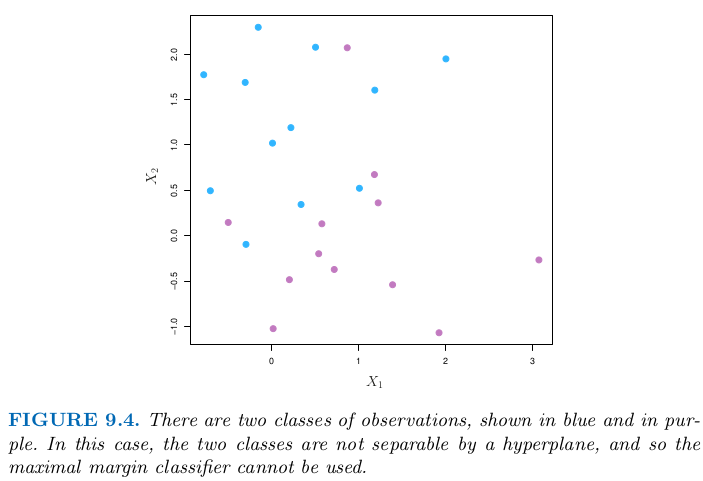 2.0
1.5
1.0
0.5
0.0
−0.5
−1.0
X2
0 1 2 3
X1
FIGURE 9.4. There are two classes of observations, shown in blue and in pur-
ple. In this case, the two classes are not separable by a hyperplane, and so the
maximal margin classifier cannot be used.